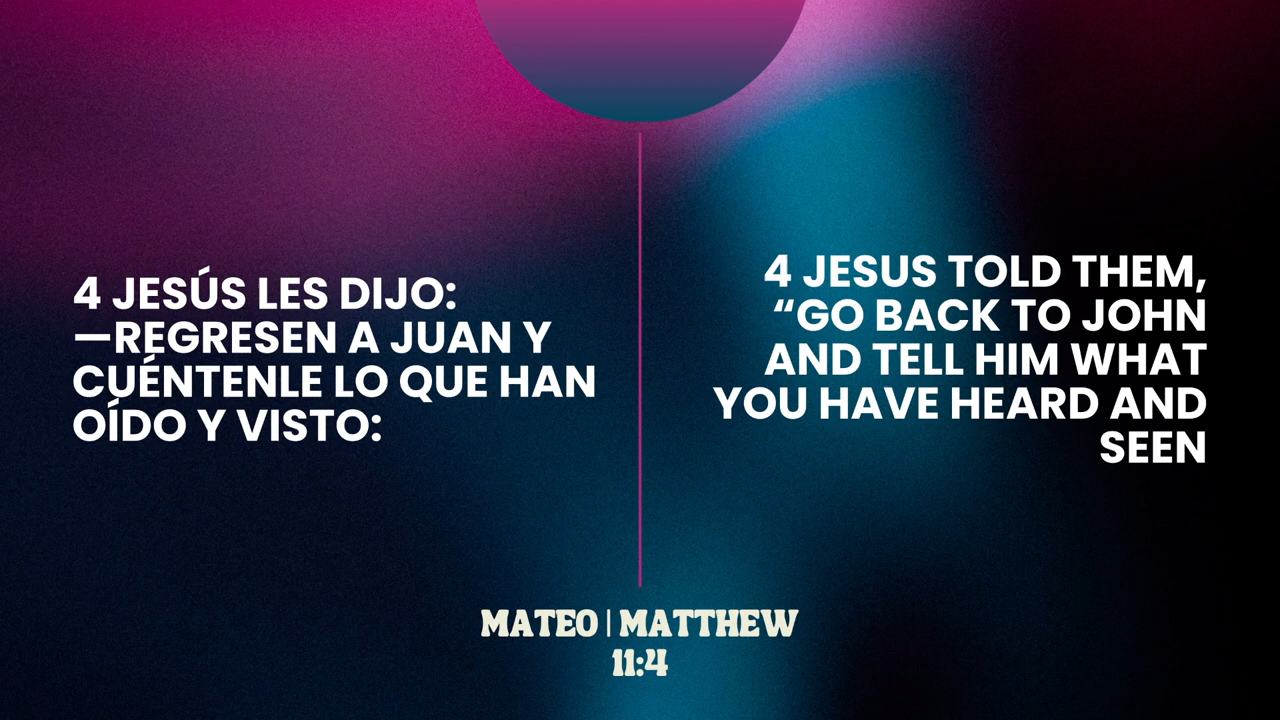 4 JESÚS LES DIJO:
—REGRESEN A JUAN Y
CUÉNTENLE LO QUE HAN
OÍDO Y VISTO:
4 JESUS TOLD THEM,
“GO BACK TO JOHN
AND TELL HIM WHAT
YOU HAVE HEARD AND
SEEN
MATEO | MATTHEW
11:4